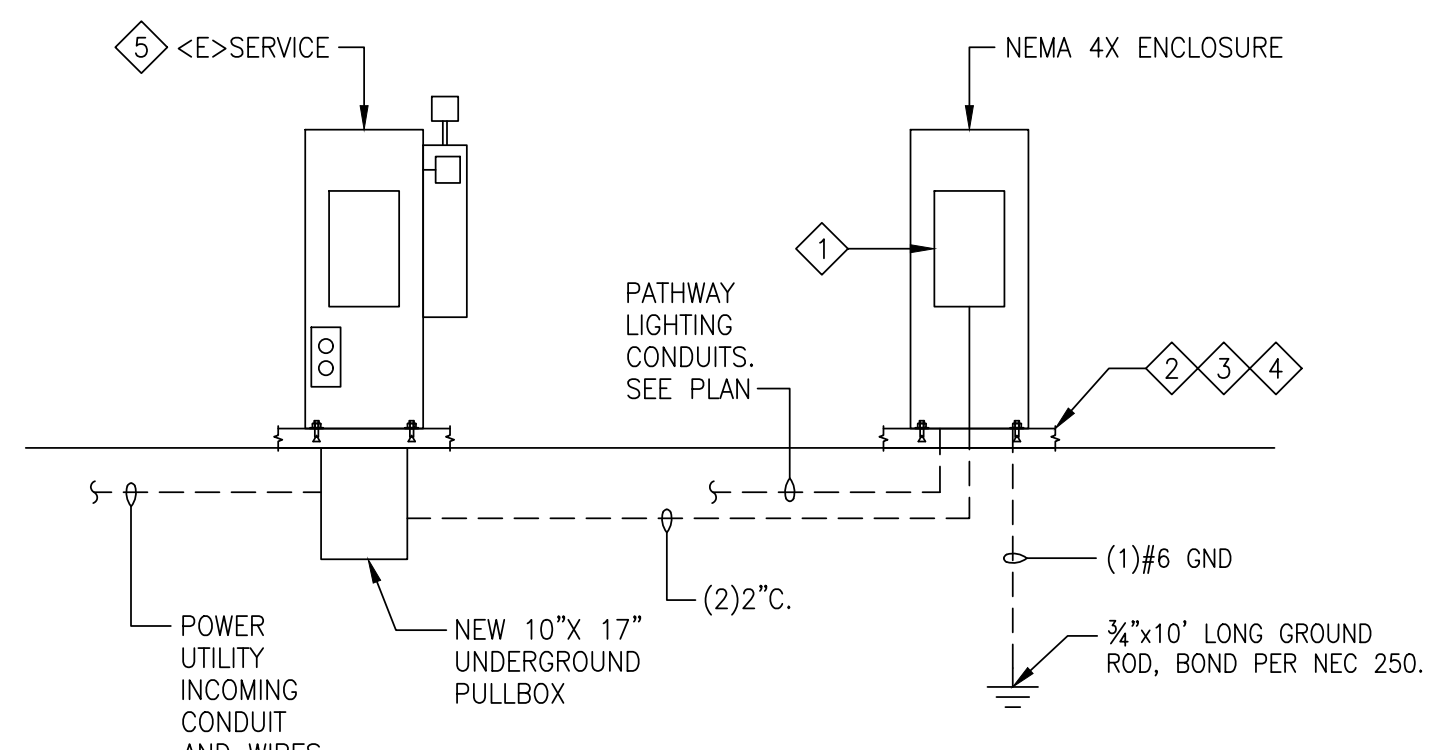 5 <E>SERVICE
NEMA 4X ENCLOSURE
1
PATHWAY
LIGHTING
CONDUITS.
SEE PLAN
2 3 4
(1)#6 GND
(2)2"C.
POWER
UTILITY
INCOMING
CONDUIT
AND WIRES
NEW 10"X 17"
UNDERGROUND
PULLBOX
¾"x10' LONG GROUND
ROD, BOND PER NEC 250.